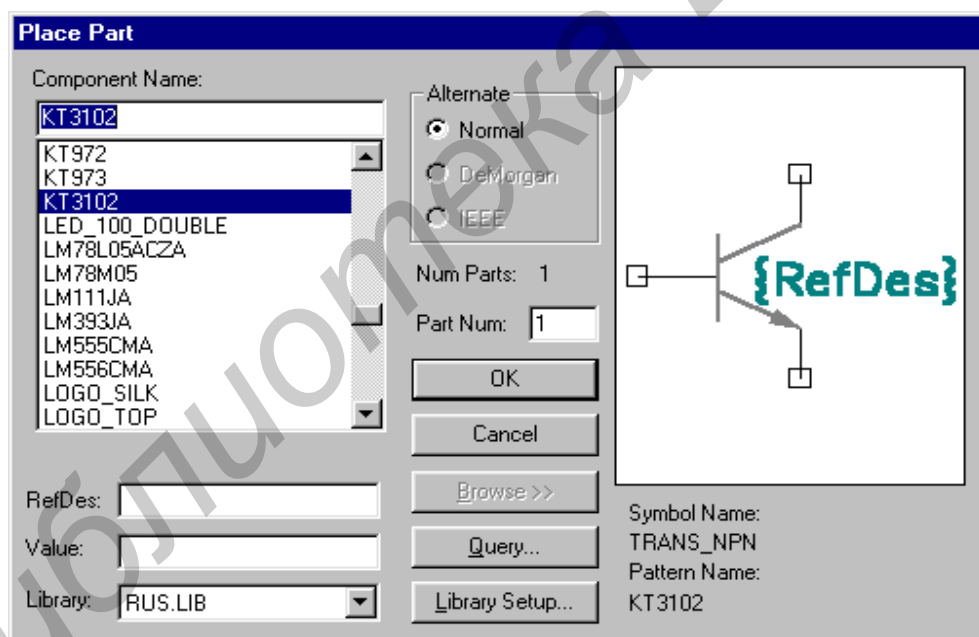 Place Part
Component Name:
KT3102
KT972
KT973
KT3102
LED_100_DOUBLE
LM78L05ACZA
LM78M05
LM111JA
LM393JA
LM555CMA
LM556CMA
LOGO_SILK
LOGO_TOP
RefDes:
Value:
Library: RUS.LIB
Alternate
Normal
DeMorgan
IEEE
Num Parts: 1
Part Num: 1
OK
Cancel
Browse >>
Query...
Library Setup...
{RefDes}
Symbol Name:
TRANS_NPN
Pattern Name:
KT3102